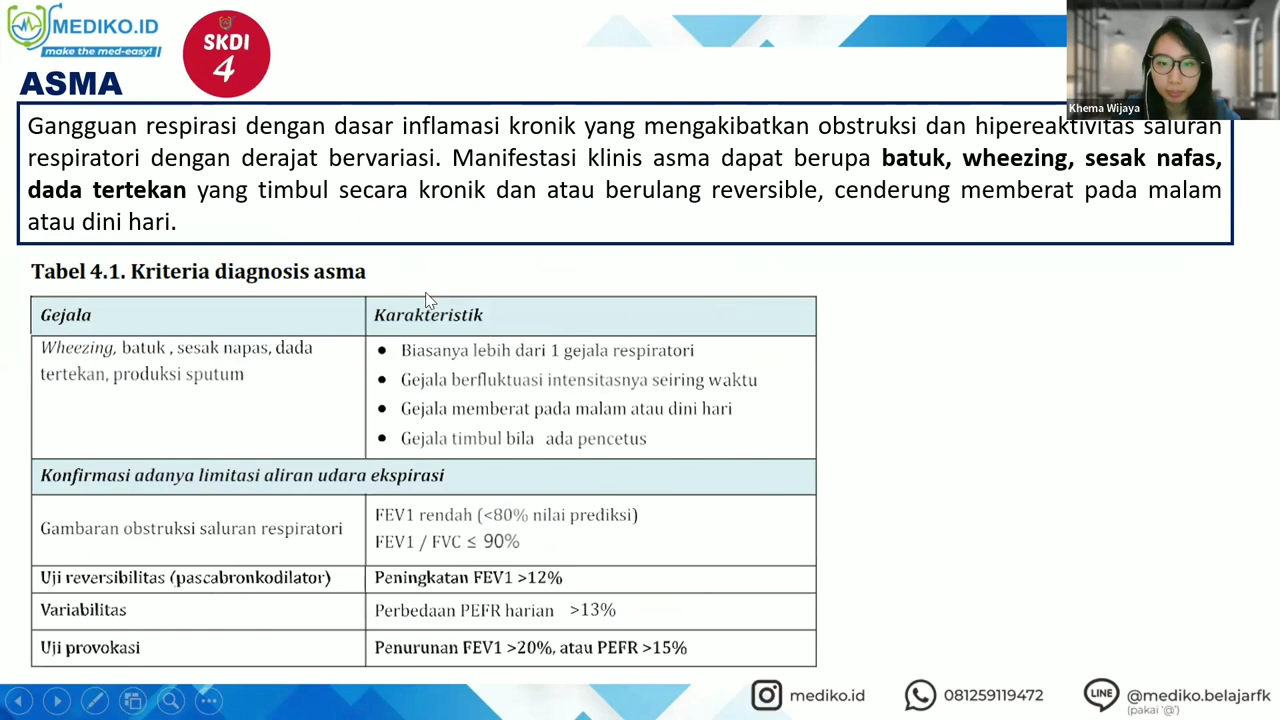 MEDIKO.ID
make the med-easy!
SKDI
4
ASMA
Khema Wijaya
Gangguan respirasi dengan dasar inflamasi kronik yang mengakibatkan obstruksi dan hipereaktivitas saluran
respiratori dengan derajat bervariasi. Manifestasi klinis asma dapat berupa batuk, wheezing, sesak nafas,
dada tertekan yang timbul secara kronik dan atau berulang reversible, cenderung memberat pada malam
atau dini hari.
Tabel 4.1. Kriteria diagnosis asma
Gejala
Karakteristik
Wheezing, batuk , sesak napas, dada
tertekan, produksi sputum
• Biasanya lebih dari 1 gejala respiratori
• Gejala berfluktuasi intensitasnya seiring waktu
• Gejala memberat pada malam atau dini hari
• Gejala timbul bila ada pencetus
Konfirmasi adanya limitasi aliran udara ekspirasi
Gambaran obstruksi saluran respiratori
FEV1 rendah (<80% nilai prediksi)
FEV1 / FVC ≤ 90%
Uji reversibilitas (pascabronkodilator)
Peningkatan FEV1 >12%
Variabilitas
Perbedaan PEFR harian >13%
Uji provokasi
Penurunan FEV1 >20%, atau PEFR >15%
mediko.id
081259119472
LINE
@mediko.belajarfk
(pakai '@')